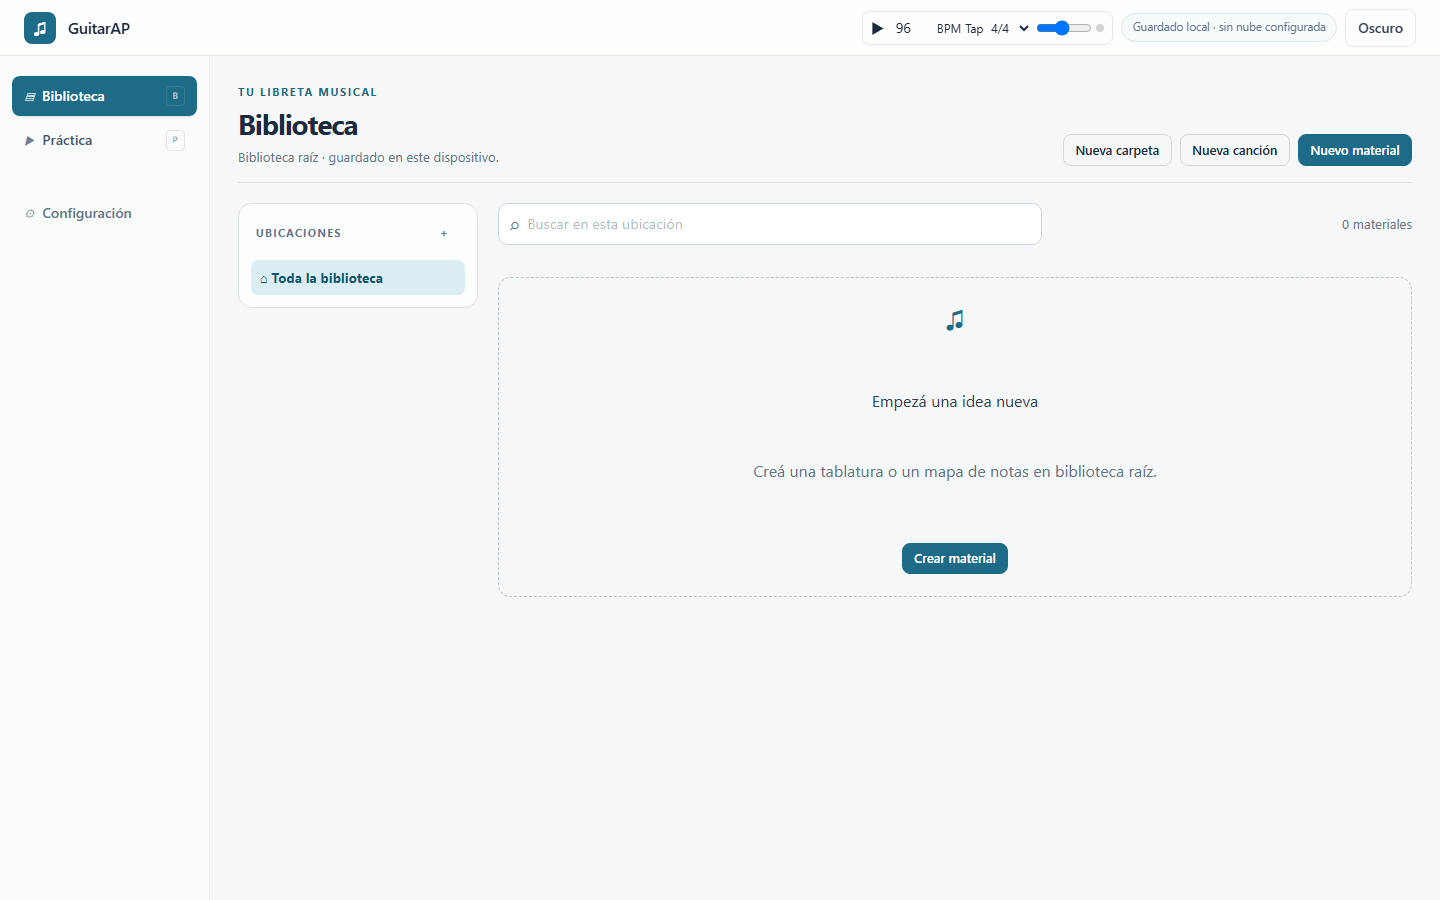 GuitarAP
96 BPM Tap 4/4
Guardado local · sin nube configurada
Oscuro
Biblioteca B
Práctica P
Configuración
TU LIBRETA MUSICAL
Biblioteca
Biblioteca raíz · guardado en este dispositivo.
Nueva carpeta
Nueva canción
Nuevo material
UBICACIONES +
Toda la biblioteca
Buscar en esta ubicación
0 materiales
Empezá una idea nueva
Creá una tablatura o un mapa de notas en biblioteca raíz.
Crear material